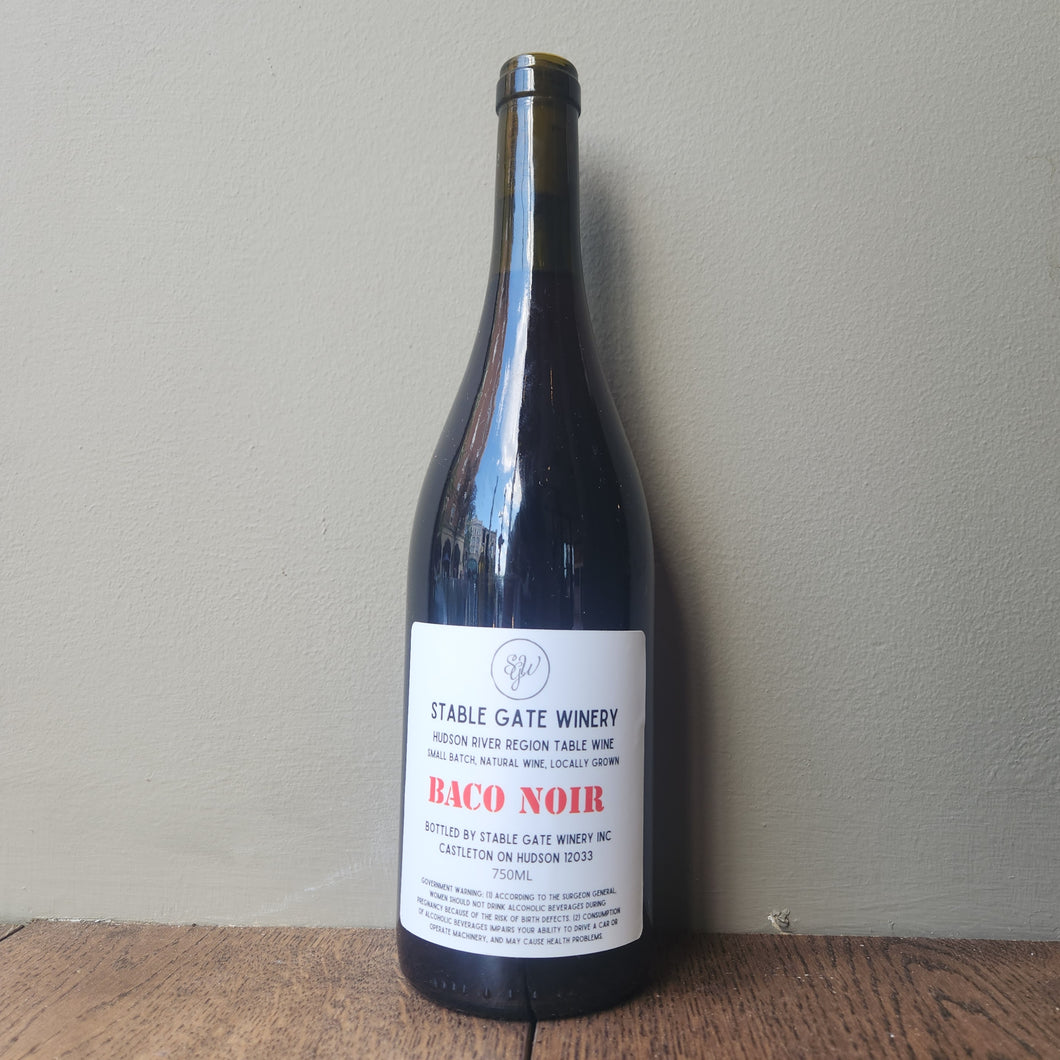 SGW
STABLE GATE WINERY
HUDSON RIVER REGION TABLE WINE
SMALL BATCH, NATURAL WINE, LOCALLY GROWN
BACO NOIR
BOTTLED BY STABLE GATE WINERY INC
CASTLETON ON HUDSON 12033
750ML
GOVERNMENT WARNING: (1) ACCORDING TO THE SURGEON GENERAL,
WOMEN SHOULD NOT DRINK ALCOHOLIC BEVERAGES DURING
PREGNANCY BECAUSE OF THE RISK OF BIRTH DEFECTS. (2) CONSUMPTION
OF ALCOHOLIC BEVERAGES IMPAIRS YOUR ABILITY TO DRIVE A CAR OR
OPERATE MACHINERY, AND MAY CAUSE HEALTH PROBLEMS.